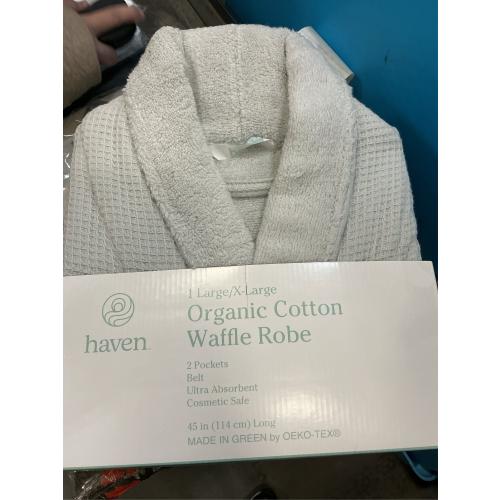 1 Large/X-Large
Organic Cotton
Waffle Robe
haven™
2 Pockets
Belt
Ultra Absorbent
Cosmetic Safe
45 in (114 cm) Long
MADE IN GREEN by OEKO-TEX®